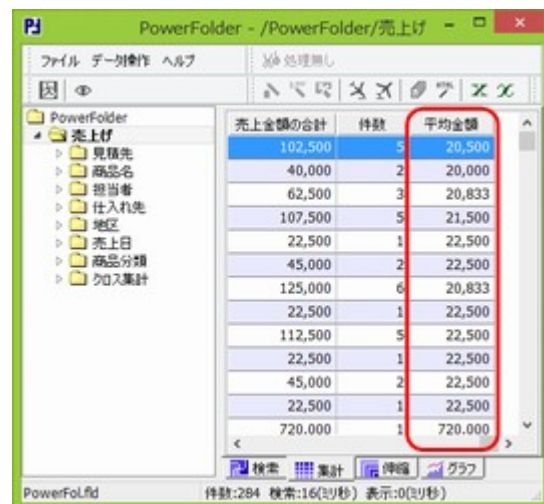 PowerFolder - /PowerFolder/売上げ
ファイル データ操作 ヘルプ
処理無し
PowerFolder
売上げ
見積先
商品名
担当者
仕入れ先
地区
売上日
商品分類
クロス集計
売上金額の合計 件数 平均金額
102,500 5 20,500
40,000 2 20,000
62,500 3 20,833
107,500 5 21,500
22,500 1 22,500
45,000 2 22,500
125,000 6 20,833
22,500 1 22,500
112,500 5 22,500
22,500 1 22,500
45,000 2 22,500
22,500 1 22,500
720,000 1 720,000
検索 集計 伸縮 グラフ
PowerFol.fld 件数:284 検索:16(ミリ秒) 表示:0(ミリ秒)